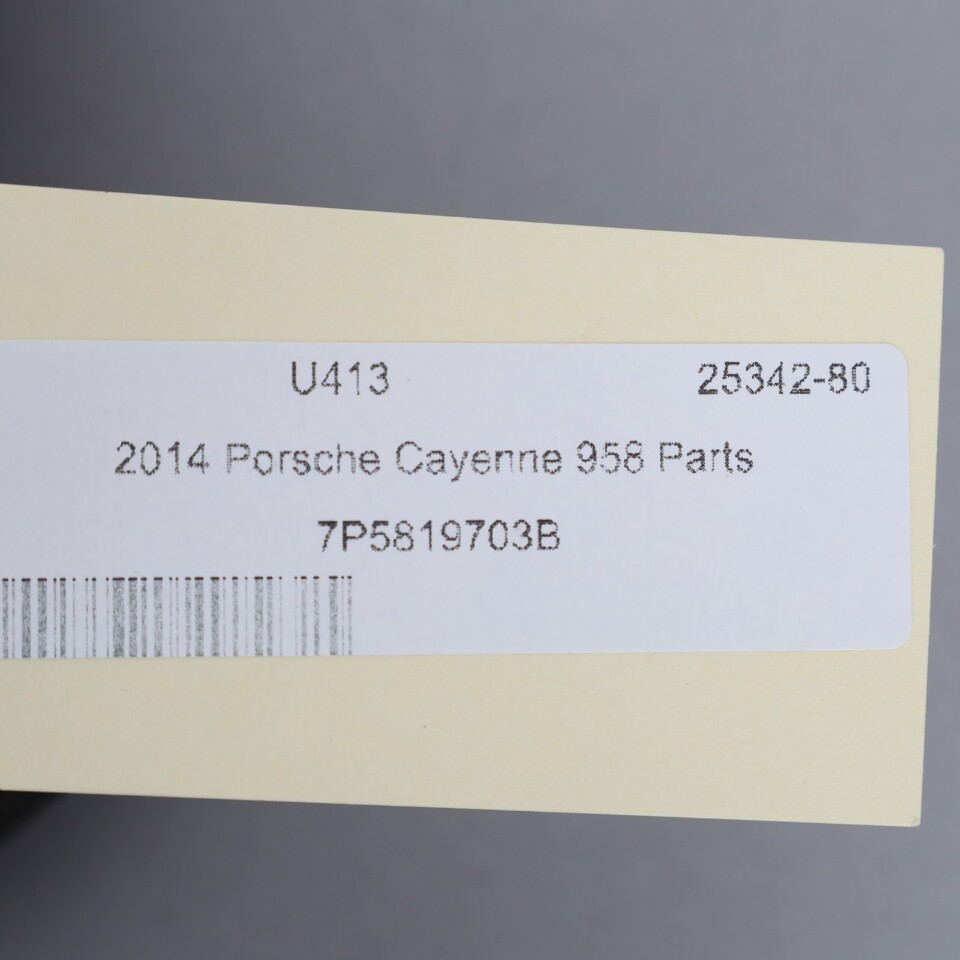 U413 25342-80
2014 Porsche Cayenne 958 Parts
7P5819703B